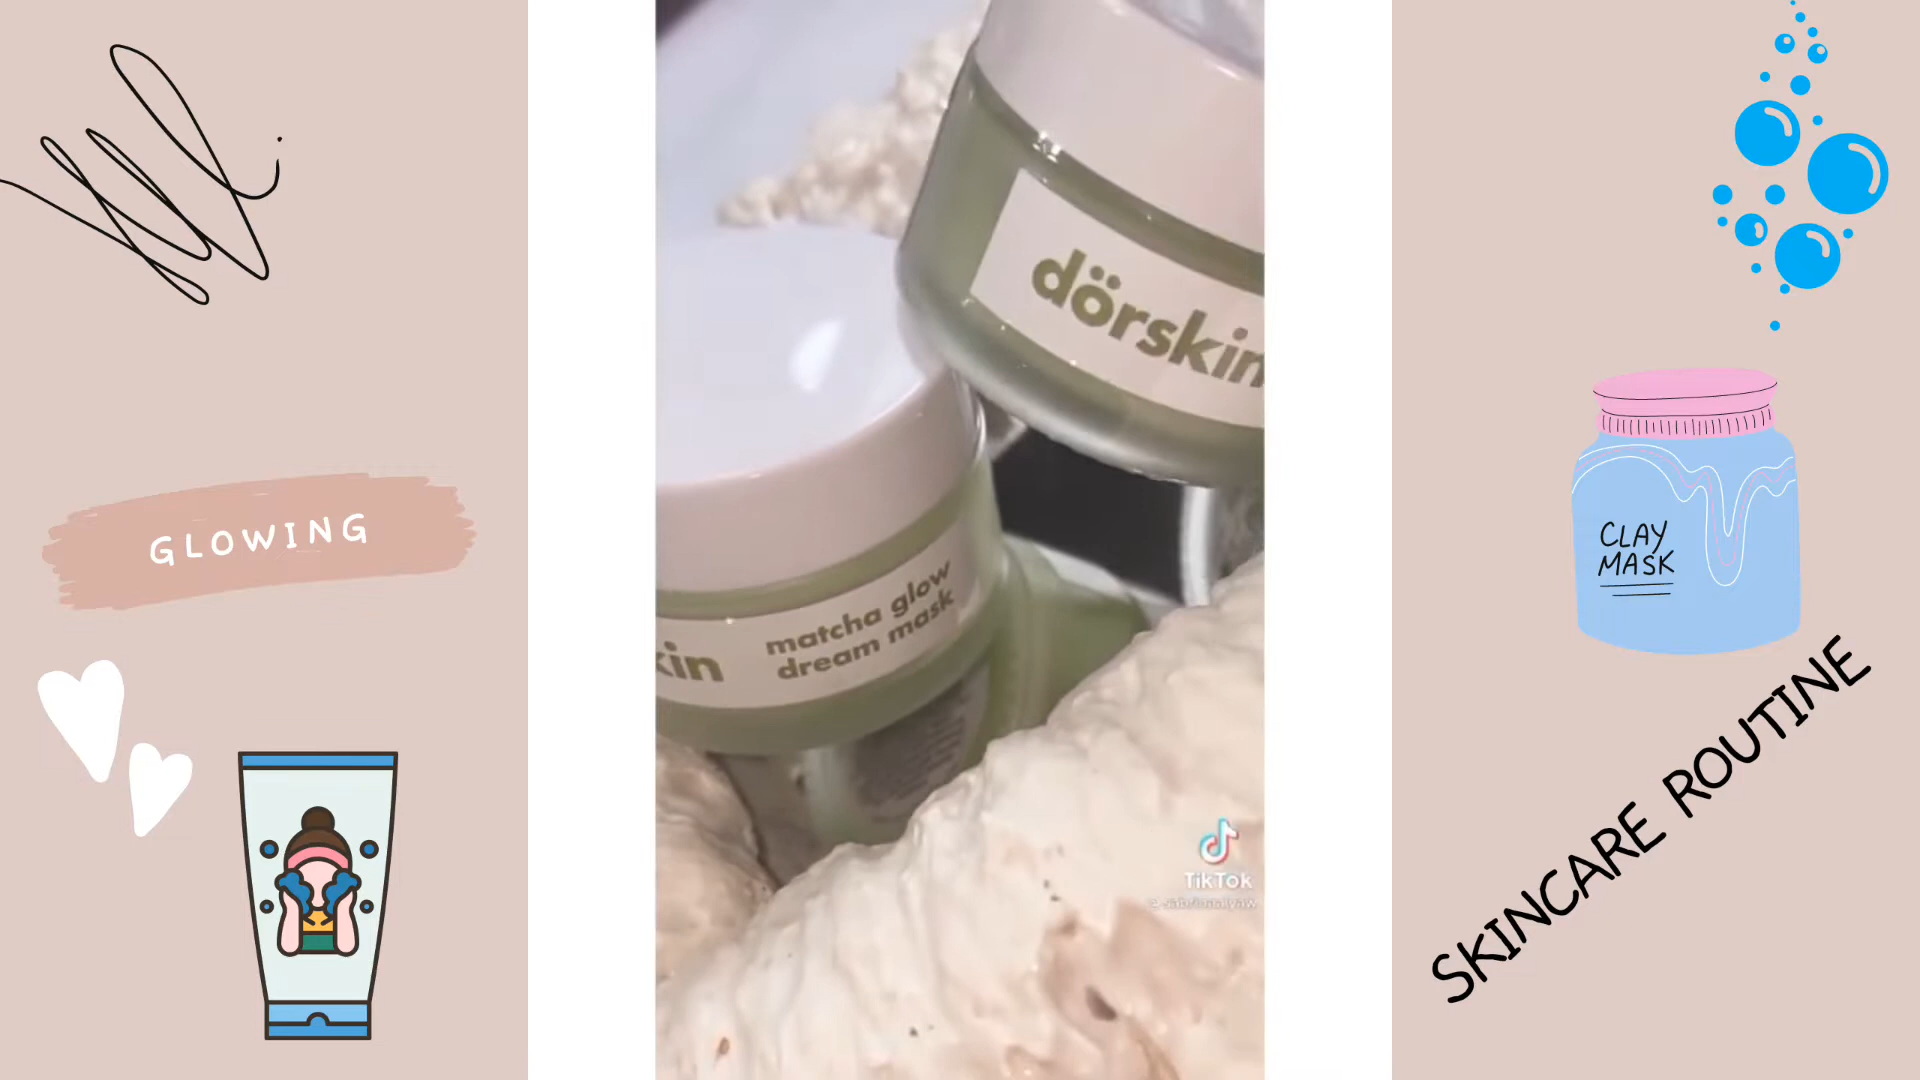 GLOWING
dörskin
kin
matcha glow
dream mask
TikTok
CLAY
MASK
SKINCARE ROUTINE